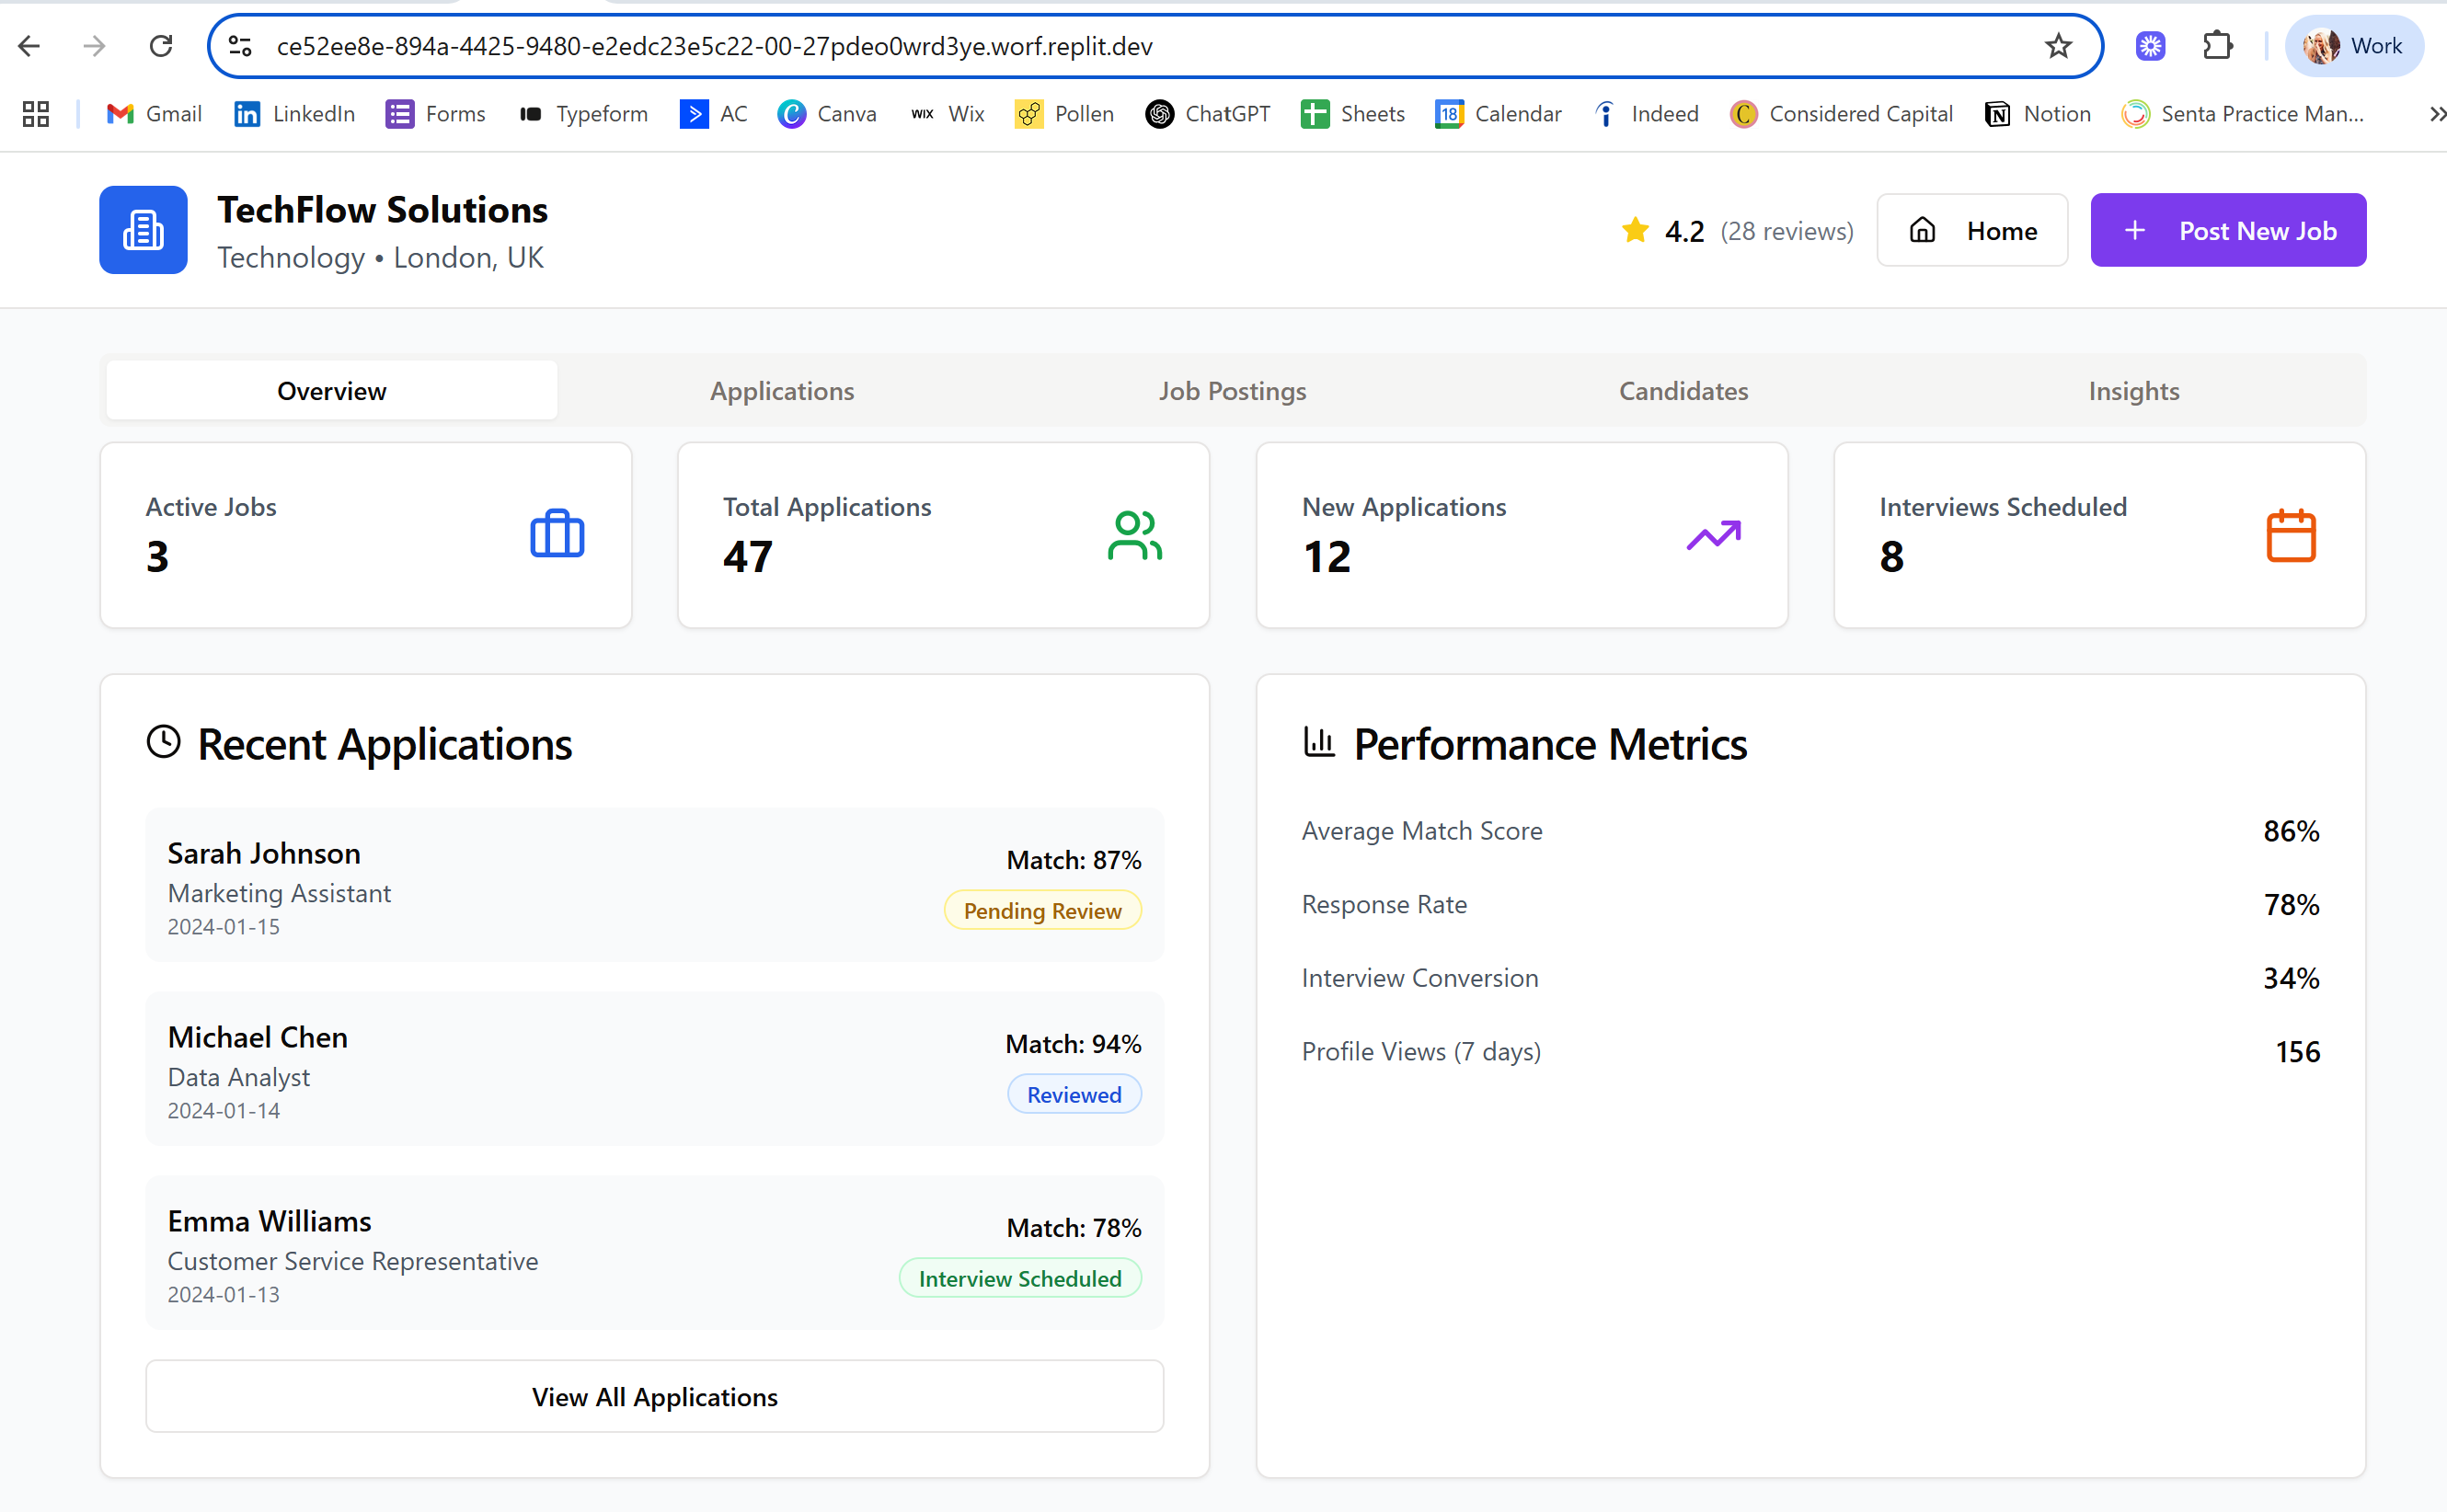 ce52ee8e-894a-4425-9480-e2edc23e5c22-00-27pdeo0wrd3ye.worf.replit.dev
Work
Gmail
LinkedIn
Forms
Typeform
AC
Canva
WIX Wix
Pollen
ChatGPT
Sheets
18 Calendar
Indeed
Considered Capital
Notion
Senta Practice Man...
TechFlow Solutions
Technology • London, UK
4.2 (28 reviews)
Home
Post New Job
Overview
Applications
Job Postings
Candidates
Insights
Active Jobs
3
Total Applications
47
New Applications
12
Interviews Scheduled
8
Recent Applications
Sarah Johnson
Marketing Assistant
2024-01-15
Match: 87%
Pending Review
Michael Chen
Data Analyst
2024-01-14
Match: 94%
Reviewed
Emma Williams
Customer Service Representative
2024-01-13
Match: 78%
Interview Scheduled
View All Applications
Performance Metrics
Average Match Score 86%
Response Rate 78%
Interview Conversion 34%
Profile Views (7 days) 156